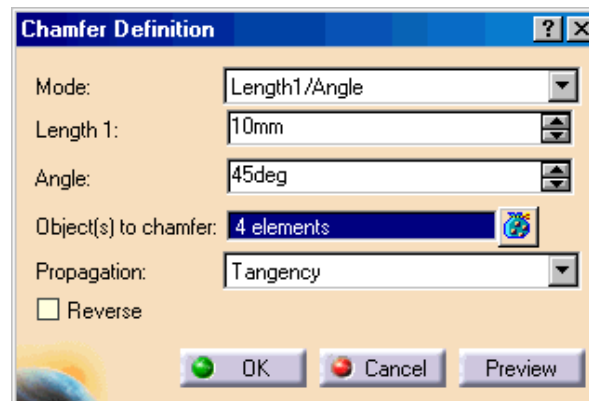 Chamfer Definition
Mode: Length1/Angle
Length 1: 10mm
Angle: 45deg
Object(s) to chamfer: 4 elements
Propagation: Tangency
Reverse
OK Cancel Preview